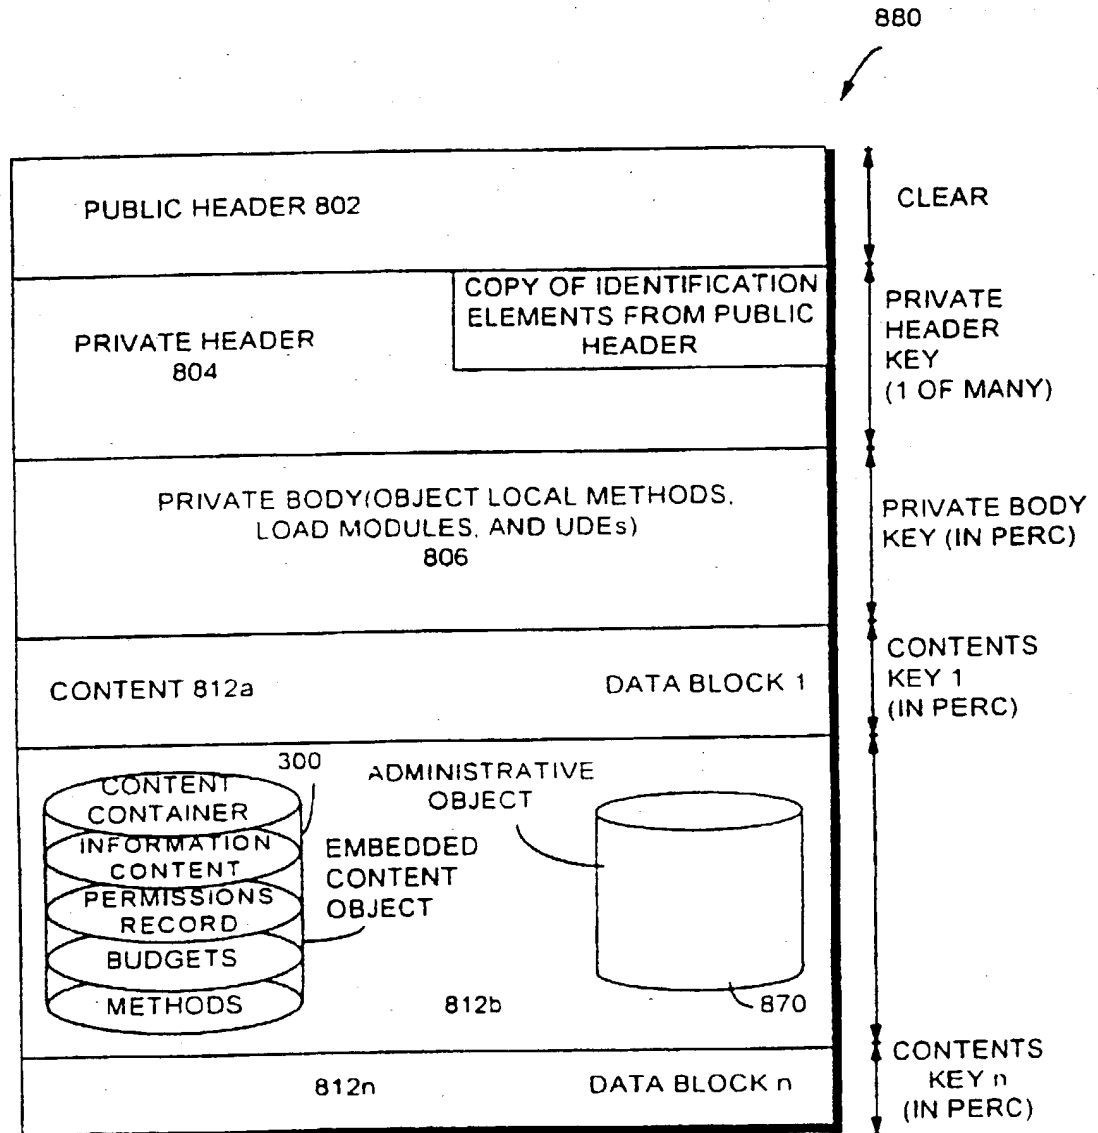 880
PUBLIC HEADER 802
CLEAR
COPY OF IDENTIFICATION
ELEMENTS FROM PUBLIC
HEADER
PRIVATE HEADER
804
PRIVATE
HEADER
KEY
(1 OF MANY)
PRIVATE BODY(OBJECT LOCAL METHODS,
LOAD MODULES, AND UDEs)
806
PRIVATE BODY
KEY (IN PERC)
CONTENT 812a
DATA BLOCK 1
CONTENTS
KEY 1
(IN PERC)
300
CONTENT
CONTAINER
INFORMATION
CONTENT
PERMISSIONS
RECORD
BUDGETS
METHODS
EMBEDDED
CONTENT
OBJECT
ADMINISTRATIVE
OBJECT
812b
870
812n
DATA BLOCK n
CONTENTS
KEY n
(IN PERC)